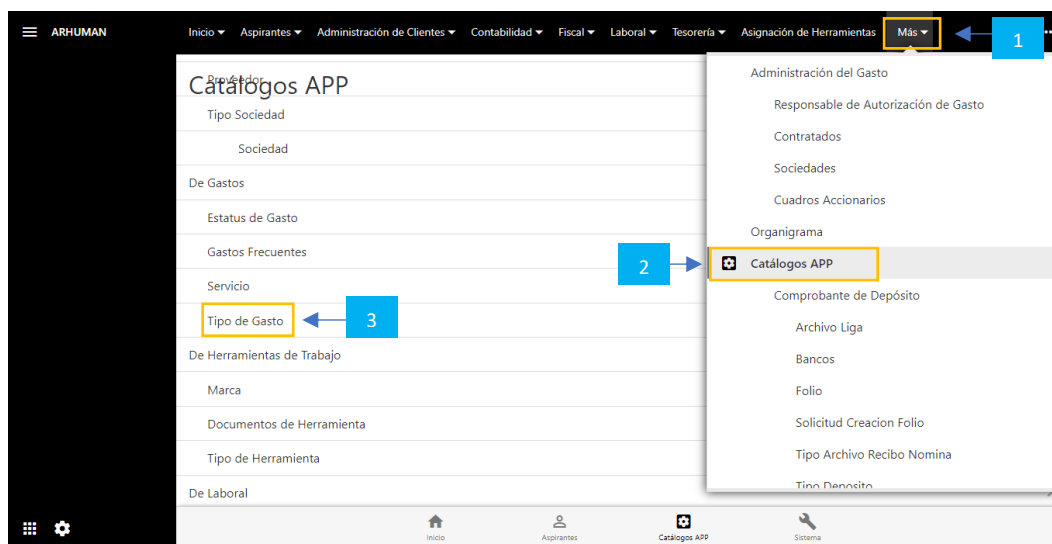 ARHUMAN
Inicio Aspirantes Administración de Clientes Contabilidad Fiscal Laboral Tesorería Asignación de Herramientas Más
1
Catálogos APP
Proveedor
Tipo Sociedad
Sociedad
De Gastos
Estatus de Gasto
Gastos Frecuentes
Servicio
Tipo de Gasto
3
De Herramientas de Trabajo
Marca
Documentos de Herramienta
Tipo de Herramienta
De Laboral
Administración del Gasto
Responsable de Autorización de Gasto
Contratados
Sociedades
Cuadros Accionarios
Organigrama
2
Catálogos APP
Comprobante de Depósito
Archivo Liga
Bancos
Folio
Solicitud Creacion Folio
Tipo Archivo Recibo Nomina
Tipo Deposito
Inicio Aspirantes Catálogos APP Sistema